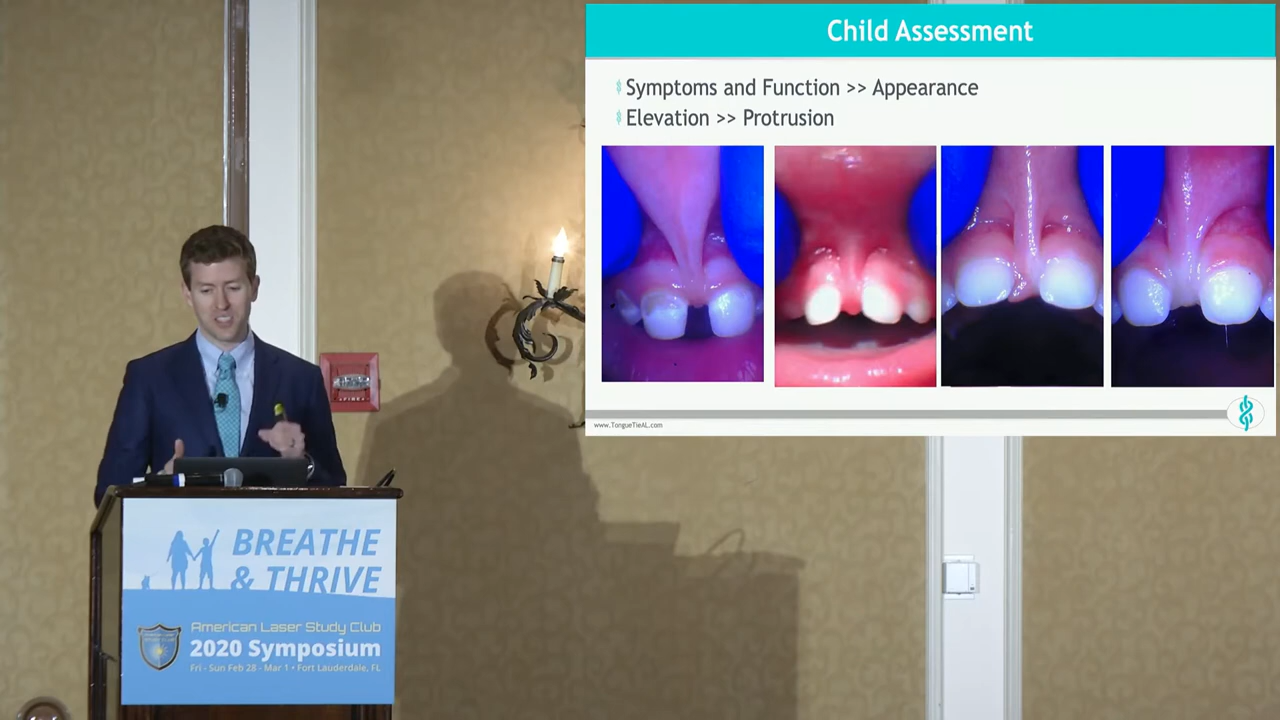 Child Assessment
Symptoms and Function >> Appearance
Elevation >> Protrusion
www.TongueTieAL.com
BREATHE
& THRIVE
American Laser Study Club
2020 Symposium
Fri - Sun Feb 28 - Mar 1 • Fort Lauderdale, FL
FIRE